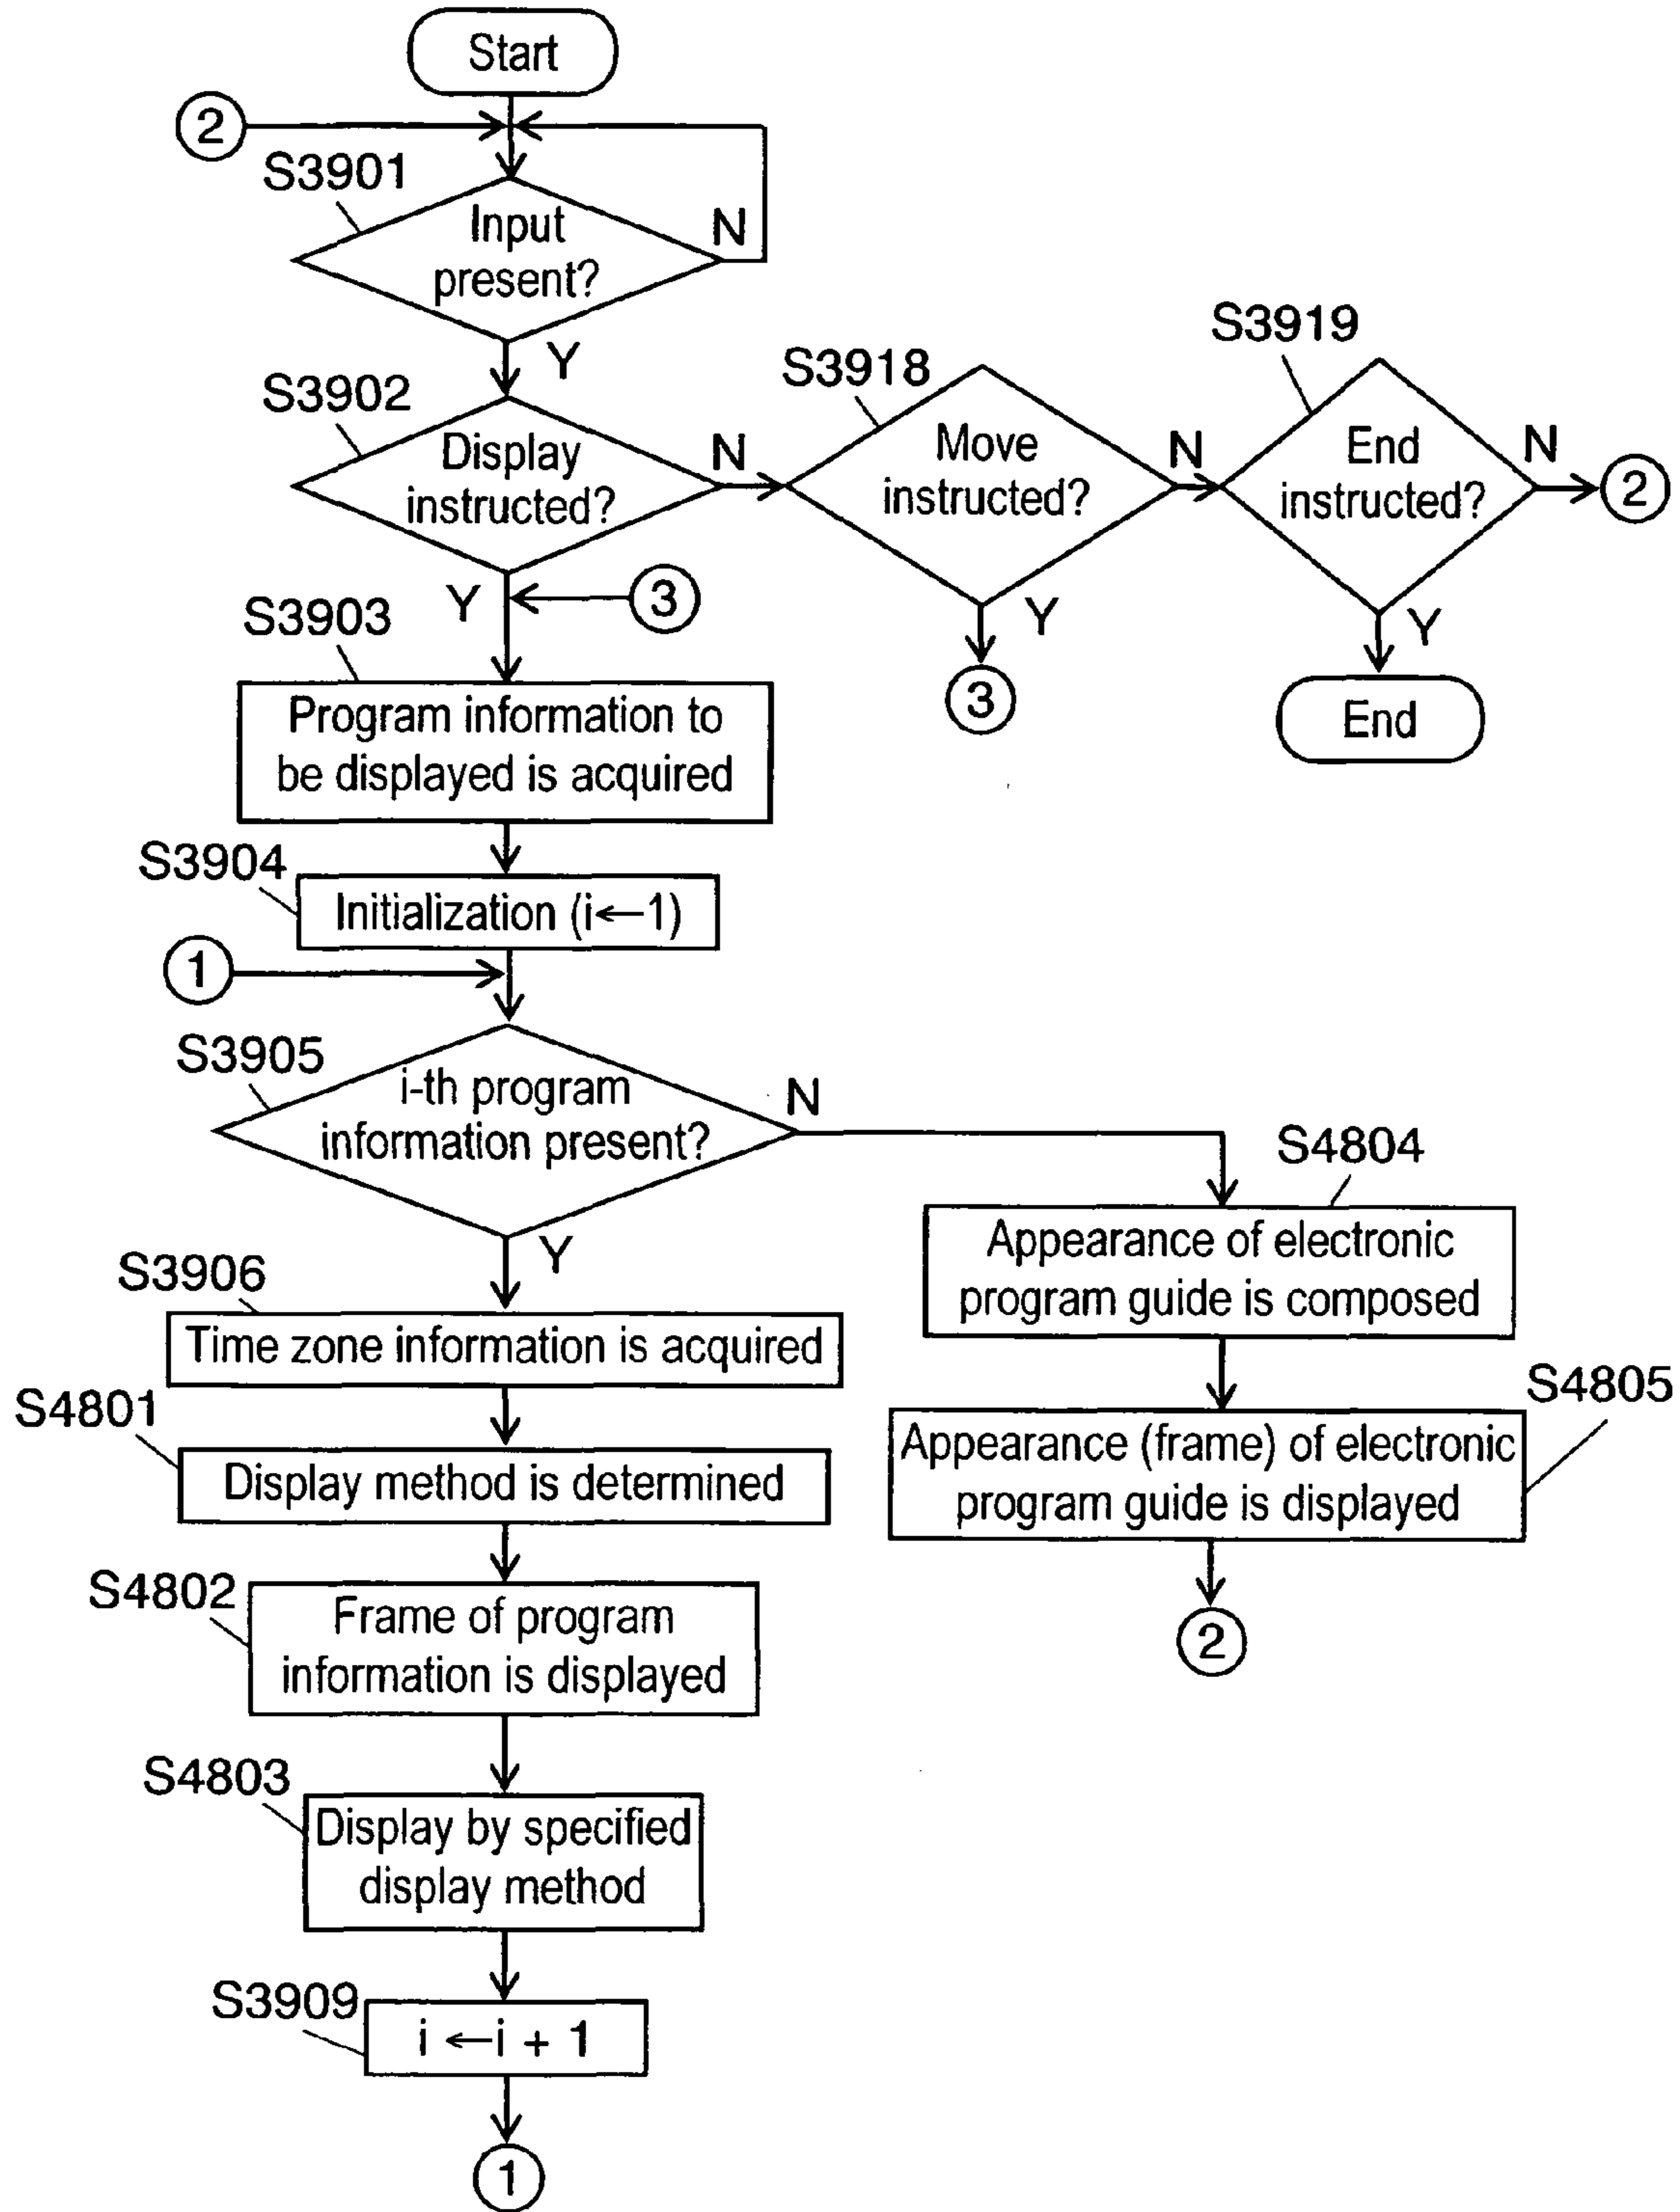 Start
2
S3901
Input
present?
N
Y
S3902
Display
instructed?
N
S3918
Move
instructed?
N
S3919
End
instructed?
N
2
Y
3
Y
3
Y
End
S3903
Program information to
be displayed is acquired
S3904
Initialization (i←1)
1
S3905
i-th program
information present?
N
Y
S4804
Appearance of electronic
program guide is composed
S3906
Time zone information is acquired
S4805
Appearance (frame) of electronic
program guide is displayed
2
S4801
Display method is determined
S4802
Frame of program
information is displayed
S4803
Display by specified
display method
S3909
i ←i + 1
1